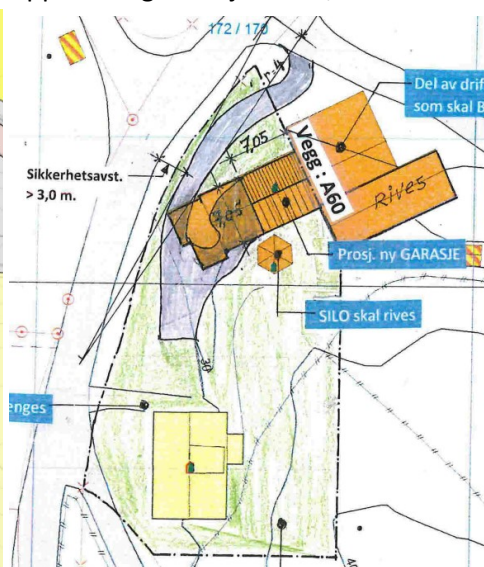 172 / 170
r=4
Del av drif
som skal B
7,05
Sikkerhetsavst.
> 3,0 m.
Vegg : A60
Rives
Prosj. ny GARASJE
SILO skal rives
30
enges